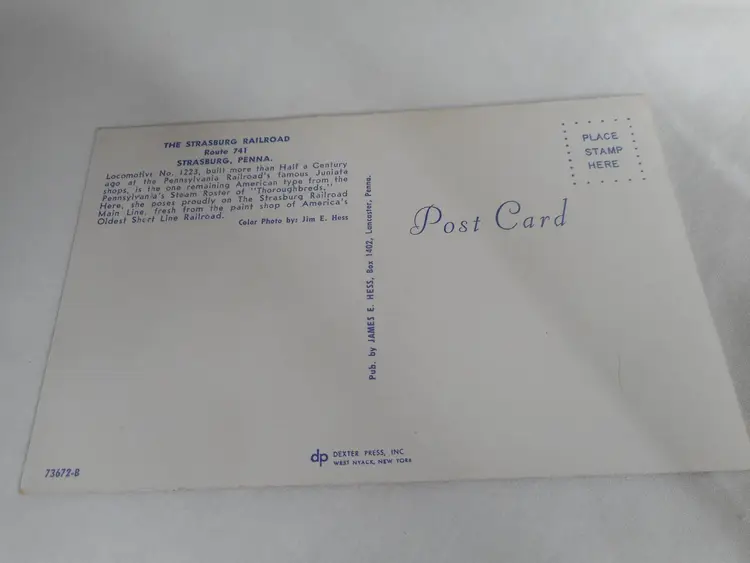 THE STRASBURG RAILROAD
Route 741
STRASBURG, PENNA.
Locomotive No. 1223, built more than Half a Century
ago at the Pennsylvania Railroad's famous Juniata
shops, is the one remaining American type from the
Pennsylvania's Steam Roster of "Thoroughbreds."
Here, she poses proudly on The Strasburg Railroad
Main Line, fresh from the paint shop of America's
Oldest Short Line Railroad.
Color Photo by: Jim E. Hess
Pub. by JAMES E. HESS, Box 1402, Lancaster, Penna.
PLACE
STAMP
HERE
Post Card
73672-B
dp DEXTER PRESS, INC
WEST NYACK, NEW YORK